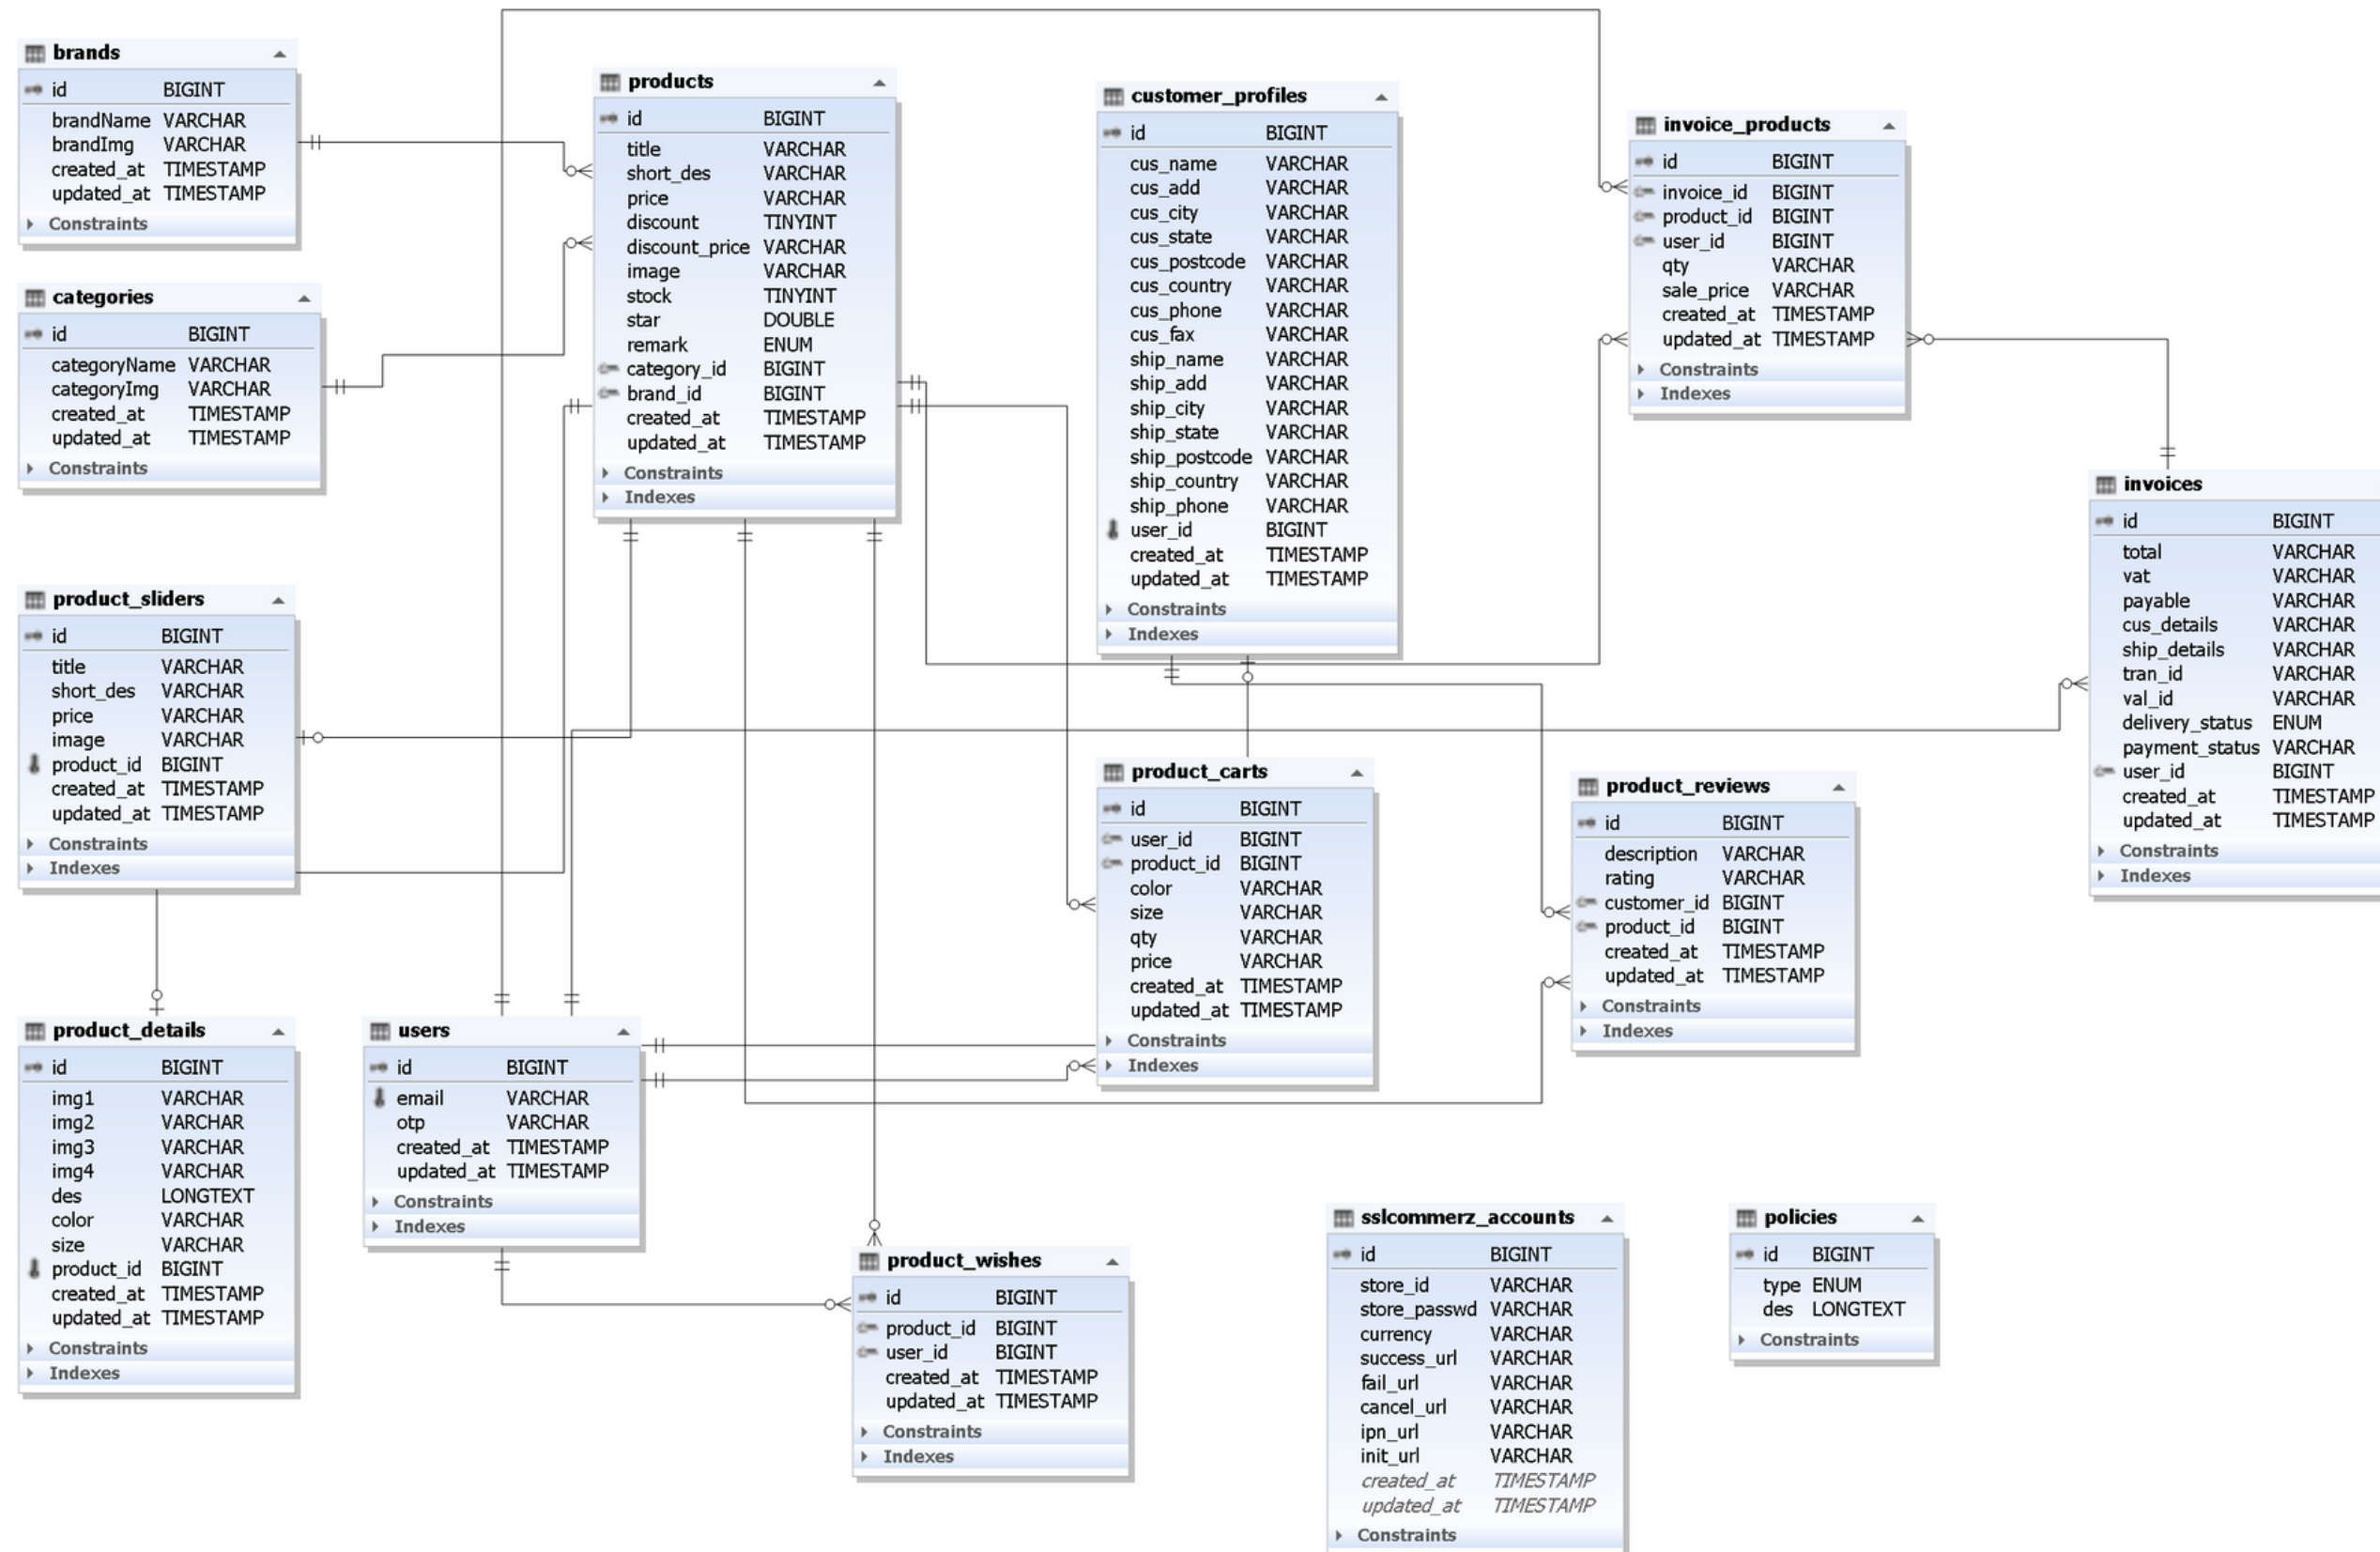 brands
id BIGINT
brandName VARCHAR
brandImg VARCHAR
created_at TIMESTAMP
updated_at TIMESTAMP
Constraints
categories
id BIGINT
categoryName VARCHAR
categoryImg VARCHAR
created_at TIMESTAMP
updated_at TIMESTAMP
Constraints
product_sliders
id BIGINT
title VARCHAR
short_des VARCHAR
price VARCHAR
image VARCHAR
product_id BIGINT
created_at TIMESTAMP
updated_at TIMESTAMP
Constraints
Indexes
product_details
id BIGINT
img1 VARCHAR
img2 VARCHAR
img3 VARCHAR
img4 VARCHAR
des LONGTEXT
color VARCHAR
size VARCHAR
product_id BIGINT
created_at TIMESTAMP
updated_at TIMESTAMP
Constraints
Indexes
users
id BIGINT
email VARCHAR
otp VARCHAR
created_at TIMESTAMP
updated_at TIMESTAMP
Constraints
Indexes
products
id BIGINT
title VARCHAR
short_des VARCHAR
price VARCHAR
discount TINYINT
discount_price VARCHAR
image VARCHAR
stock TINYINT
star DOUBLE
remark ENUM
category_id BIGINT
brand_id BIGINT
created_at TIMESTAMP
updated_at TIMESTAMP
Constraints
Indexes
product_wishes
id BIGINT
product_id BIGINT
user_id BIGINT
created_at TIMESTAMP
updated_at TIMESTAMP
Constraints
Indexes
customer_profiles
id BIGINT
cus_name VARCHAR
cus_add VARCHAR
cus_city VARCHAR
cus_state VARCHAR
cus_postcode VARCHAR
cus_country VARCHAR
cus_phone VARCHAR
cus_fax VARCHAR
ship_name VARCHAR
ship_add VARCHAR
ship_city VARCHAR
ship_state VARCHAR
ship_postcode VARCHAR
ship_country VARCHAR
ship_phone VARCHAR
user_id BIGINT
created_at TIMESTAMP
updated_at TIMESTAMP
Constraints
Indexes
product_carts
id BIGINT
user_id BIGINT
product_id BIGINT
color VARCHAR
size VARCHAR
qty VARCHAR
price VARCHAR
created_at TIMESTAMP
updated_at TIMESTAMP
Constraints
Indexes
invoice_products
id BIGINT
invoice_id BIGINT
product_id BIGINT
user_id BIGINT
qty VARCHAR
sale_price VARCHAR
created_at TIMESTAMP
updated_at TIMESTAMP
Constraints
Indexes
product_reviews
id BIGINT
description VARCHAR
rating VARCHAR
customer_id BIGINT
product_id BIGINT
created_at TIMESTAMP
updated_at TIMESTAMP
Constraints
Indexes
invoices
id BIGINT
total VARCHAR
vat VARCHAR
payable VARCHAR
cus_details VARCHAR
ship_details VARCHAR
tran_id VARCHAR
val_id VARCHAR
delivery_status ENUM
payment_status VARCHAR
user_id BIGINT
created_at TIMESTAMP
updated_at TIMESTAMP
Constraints
Indexes
sslcommerz_accounts
id BIGINT
store_id VARCHAR
store_passwd VARCHAR
currency VARCHAR
success_url VARCHAR
fail_url VARCHAR
cancel_url VARCHAR
ipn_url VARCHAR
init_url VARCHAR
created_at TIMESTAMP
updated_at TIMESTAMP
Constraints
policies
id BIGINT
type ENUM
des LONGTEXT
Constraints